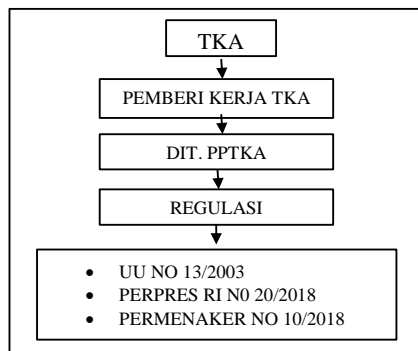 TKA
PEMBERI KERJA TKA
DIT. PPTKA
REGULASI
• UU NO 13/2003
• PERPRES RI N0 20/2018
• PERMENAKER NO 10/2018